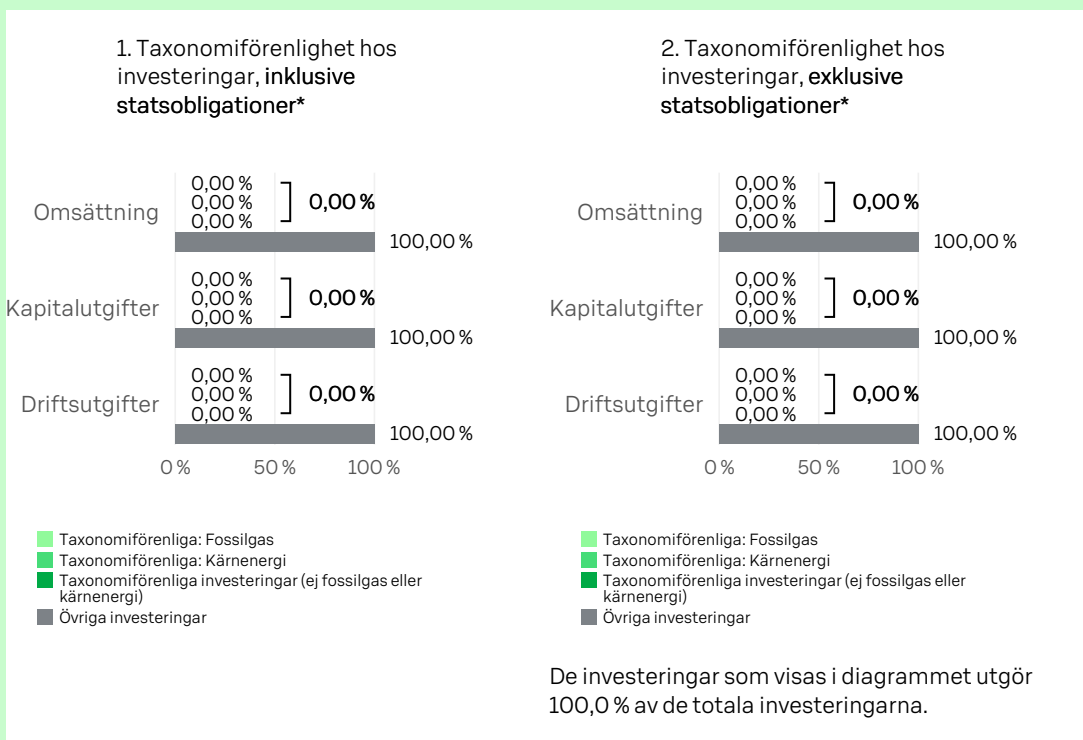 1. Taxonomiförenlighet hos
investeringar, inklusive
statsobligationer*
Omsättning
0,00 %
0,00 %
0,00 %
0,00 %
100,00 %
Kapitalutgifter
0,00 %
0,00 %
0,00 %
0,00 %
100,00 %
Driftsutgifter
0,00 %
0,00 %
0,00 %
0,00 %
100,00 %
0 %
50 %
100 %
Taxonomiförenliga: Fossilgas
Taxonomiförenliga: Kärnenergi
Taxonomiförenliga investeringar (ej fossilgas eller
kärnenergi)
Övriga investeringar
2. Taxonomiförenlighet hos
investeringar, exklusive
statsobligationer*
Omsättning
0,00 %
0,00 %
0,00 %
0,00 %
100,00 %
Kapitalutgifter
0,00 %
0,00 %
0,00 %
0,00 %
100,00 %
Driftsutgifter
0,00 %
0,00 %
0,00 %
0,00 %
100,00 %
0 %
50 %
100 %
Taxonomiförenliga: Fossilgas
Taxonomiförenliga: Kärnenergi
Taxonomiförenliga investeringar (ej fossilgas eller
kärnenergi)
Övriga investeringar
De investeringar som visas i diagrammet utgör
100,0 % av de totala investeringarna.